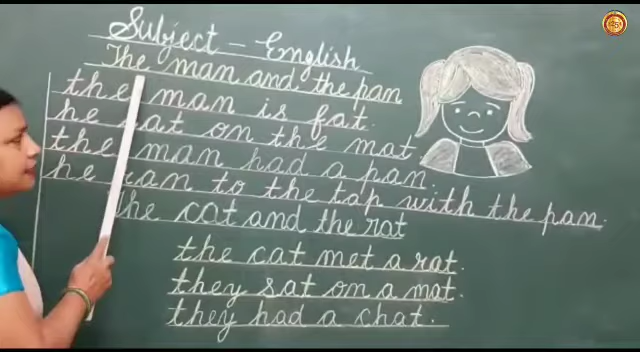 Subject - English
The man and the pan
the man is fat.
he sat on the mat
the man had a pan.
he ran to the tap with the pan.
the cat and the rat
the cat met a rat.
they sat on a mat.
they had a chat.